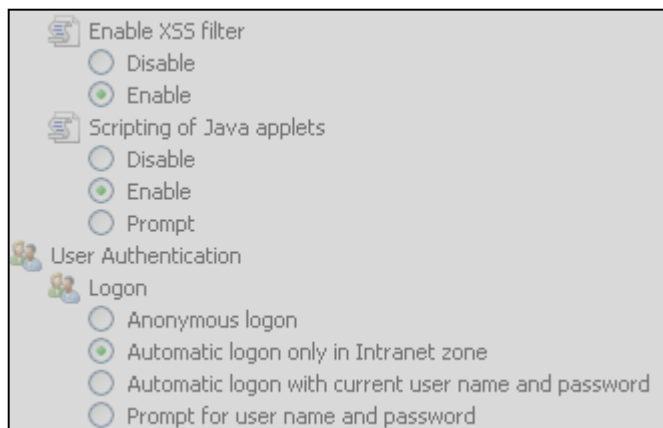 Enable XSS filter
Disable
Enable
Scripting of Java applets
Disable
Enable
Prompt
User Authentication
Logon
Anonymous logon
Automatic logon only in Intranet zone
Automatic logon with current user name and password
Prompt for user name and password